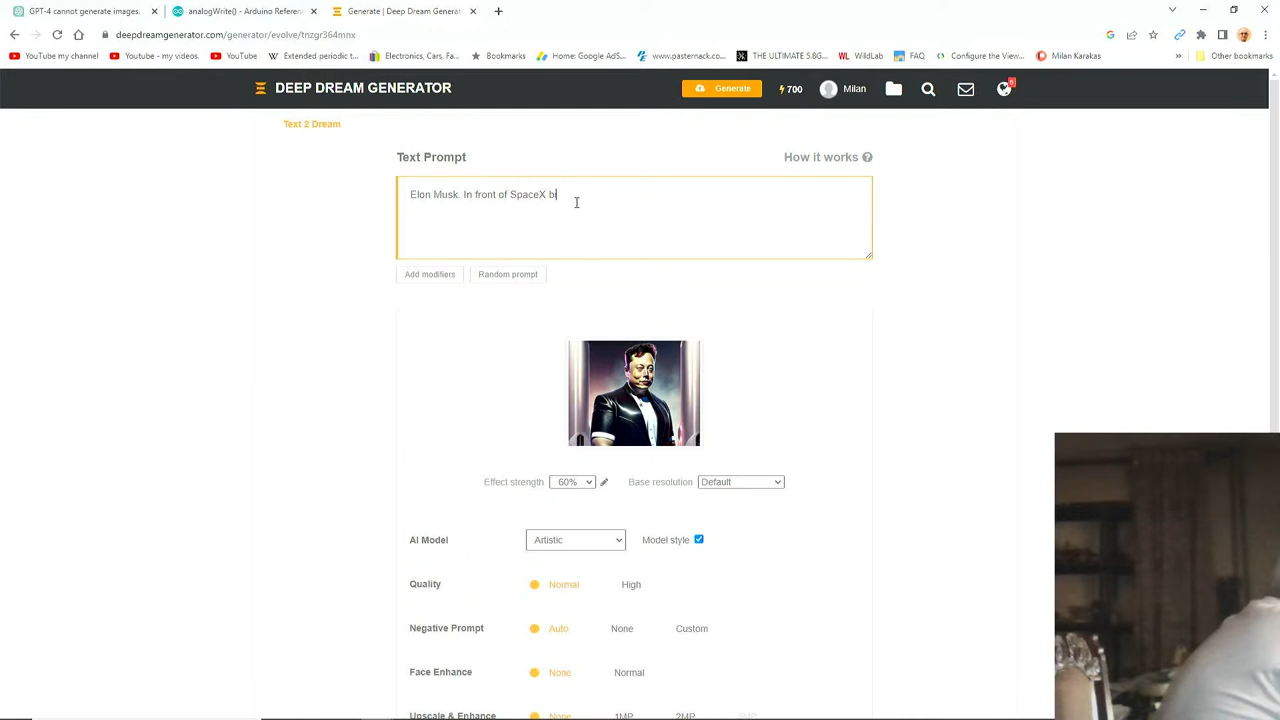 GPT-4 cannot generate images.
analogWrite() - Arduino Referenc
Generate | Deep Dream Generat
deepdreamgenerator.com/generator/evolve/tnzgr364mnx
YouTube my channel
Youtube - my videos.
YouTube
Extended periodic t...
Electronics, Cars, Fa...
Bookmarks
Home: Google AdS...
www.pasternack.co...
THE ULTIMATE 5.8G...
WL WildLab
FAQ
Configure the View...
Milan Karakas
»
Other bookmarks
DEEP DREAM GENERATOR
Generate
700
Milan
Text 2 Dream
Text Prompt
How it works ?
Elon Musk. In front of SpaceX bi
Add modifiers
Random prompt
Effect strength
60%
Base resolution
Default
AI Model
Artistic
Model style
Quality
Normal
High
Negative Prompt
Auto
None
Custom
Face Enhance
None
Normal
Upscale & Enhance
None
1MP
2MP